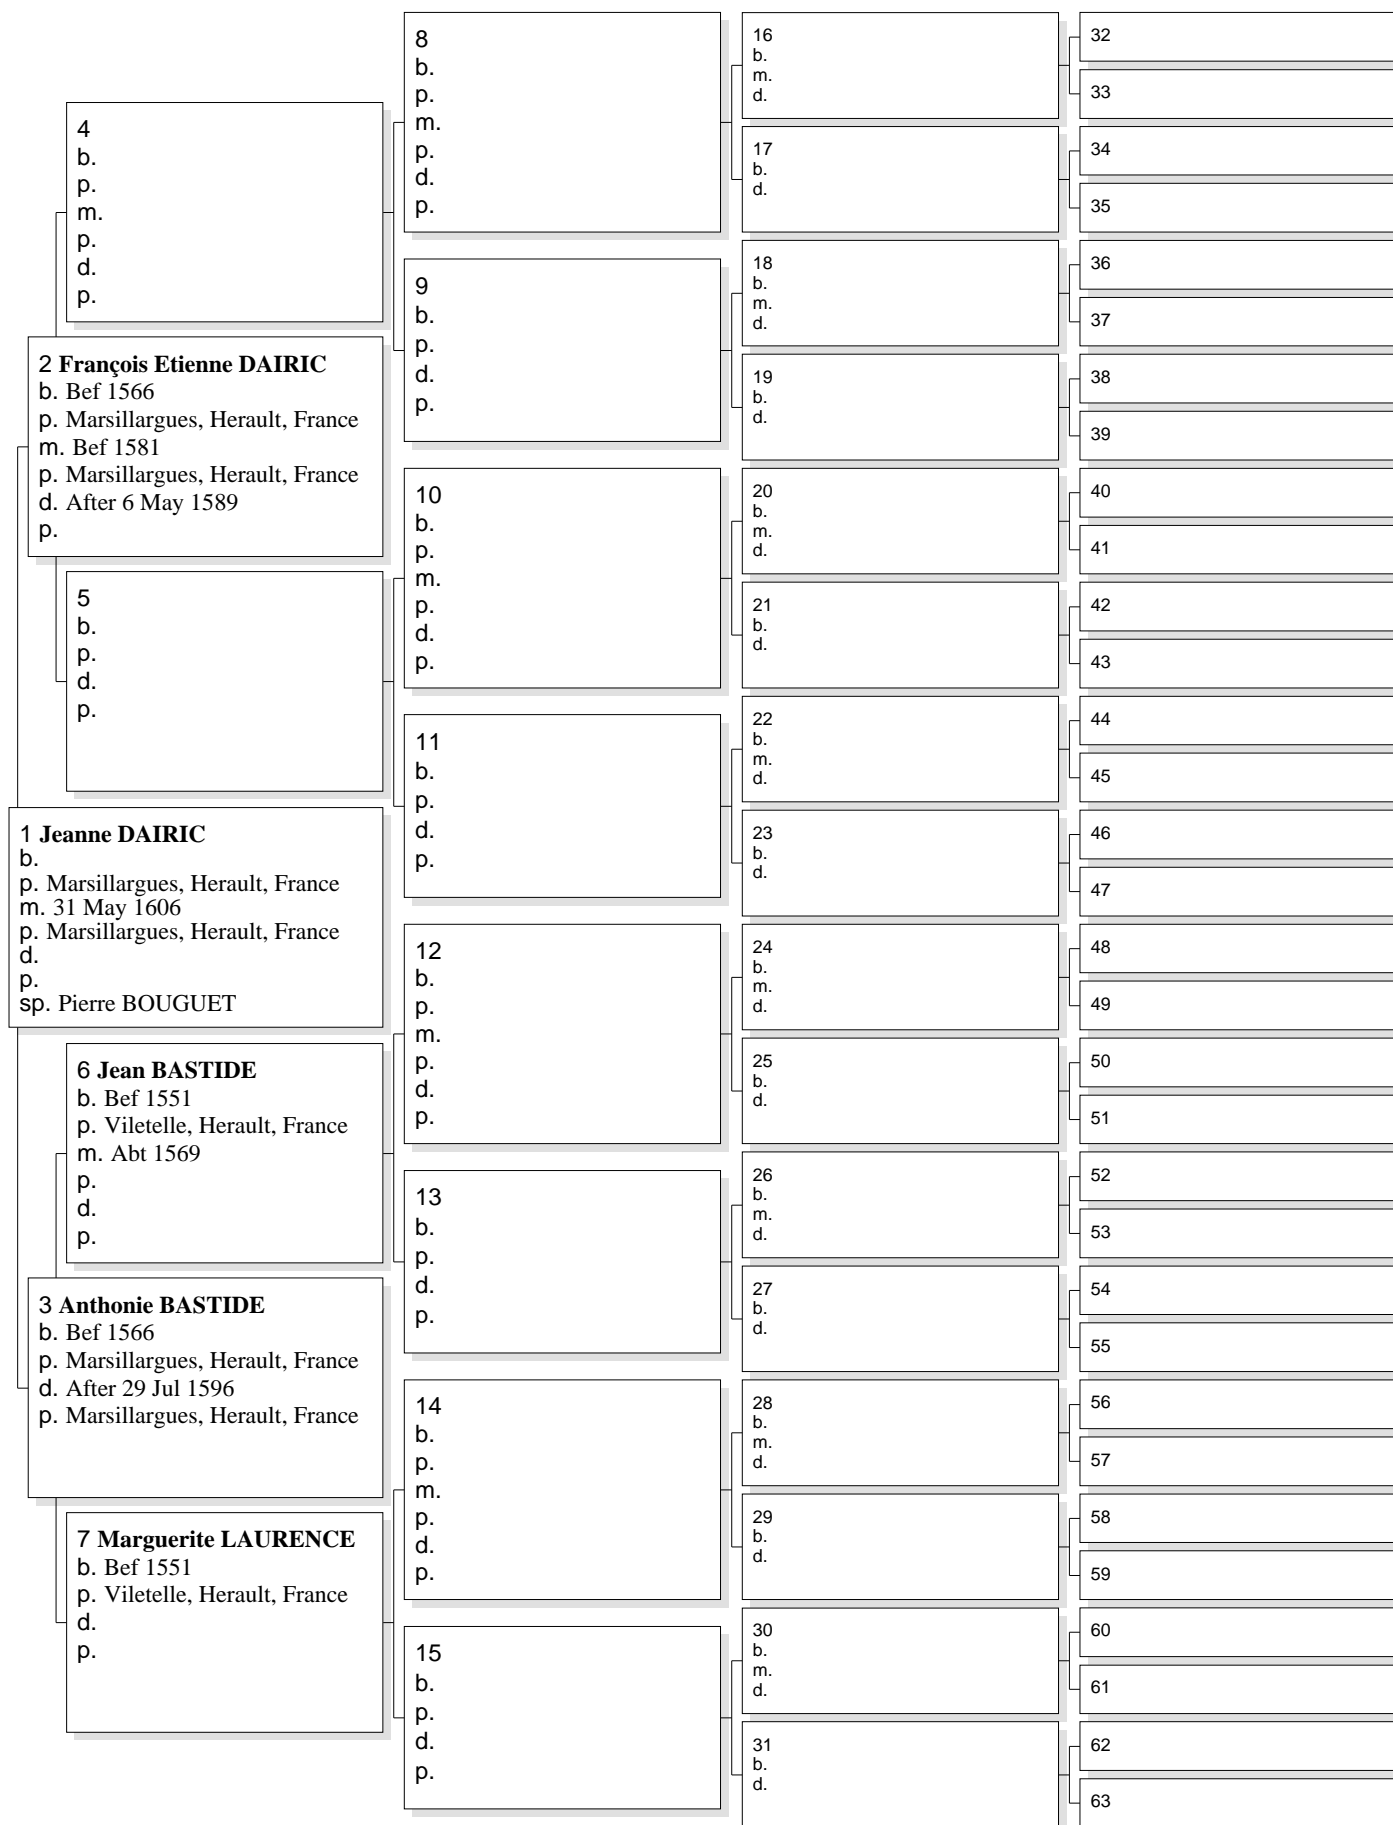 4
b.
p.
m.
p.
d.
p.
2 François Etienne DAIRIC
b. Bef 1566
p. Marsillargues, Herault, France
m. Bef 1581
p. Marsillargues, Herault, France
d. After 6 May 1589
p.
5
b.
p.
d.
p.
1 Jeanne DAIRIC
b.
p. Marsillargues, Herault, France
m. 31 May 1606
p. Marsillargues, Herault, France
d.
p.
sp. Pierre BOUGUET
6 Jean BASTIDE
b. Bef 1551
p. Viletelle, Herault, France
m. Abt 1569
p.
d.
p.
3 Anthonie BASTIDE
b. Bef 1566
p. Marsillargues, Herault, France
d. After 29 Jul 1596
p. Marsillargues, Herault, France
7 Marguerite LAURENCE
b. Bef 1551
p. Viletelle, Herault, France
d.
p.
8
b.
p.
m.
p.
d.
p.
9
b.
p.
d.
p.
10
b.
p.
m.
p.
d.
p.
11
b.
p.
d.
p.
12
b.
p.
m.
p.
d.
p.
13
b.
p.
d.
p.
14
b.
p.
m.
p.
d.
p.
15
b.
p.
d.
p.
16
b.
m.
d.
17
b.
d.
18
b.
m.
d.
19
b.
d.
20
b.
m.
d.
21
b.
d.
22
b.
m.
d.
23
b.
d.
24
b.
m.
d.
25
b.
d.
26
b.
m.
d.
27
b.
d.
28
b.
m.
d.
29
b.
d.
30
b.
m.
d.
31
b.
d.
32
33
34
35
36
37
38
39
40
41
42
43
44
45
46
47
48
49
50
51
52
53
54
55
56
57
58
59
60
61
62
63